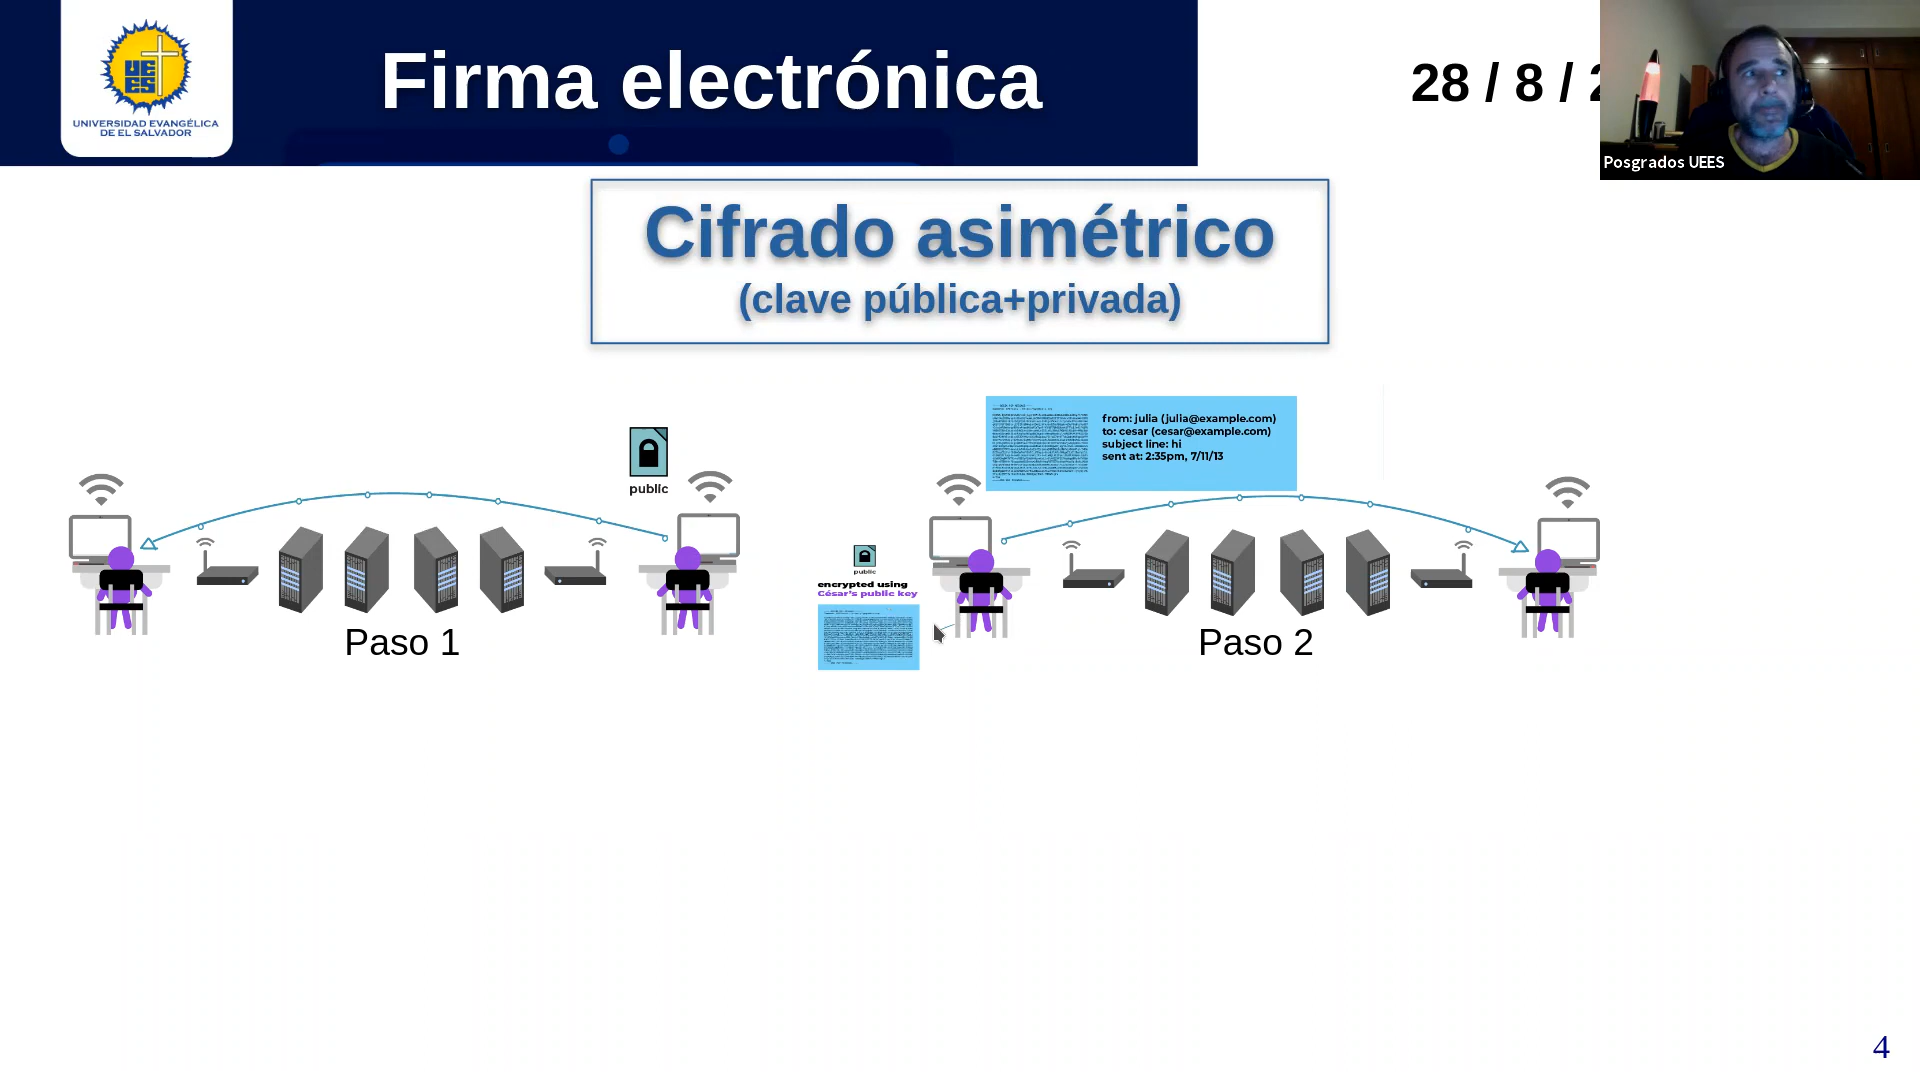 UNIVERSIDAD EVANGÉLICA
DE EL SALVADOR
Firma electrónica
28 / 8 /
Posgrados UEES
Cifrado asimétrico
(clave pública+privada)
public
from: julia (julia@example.com)
to: cesar (cesar@example.com)
subject line: hi
sent at: 2:35pm, 7/11/13
public
encrypted using
César's public key
Paso 1
Paso 2
4